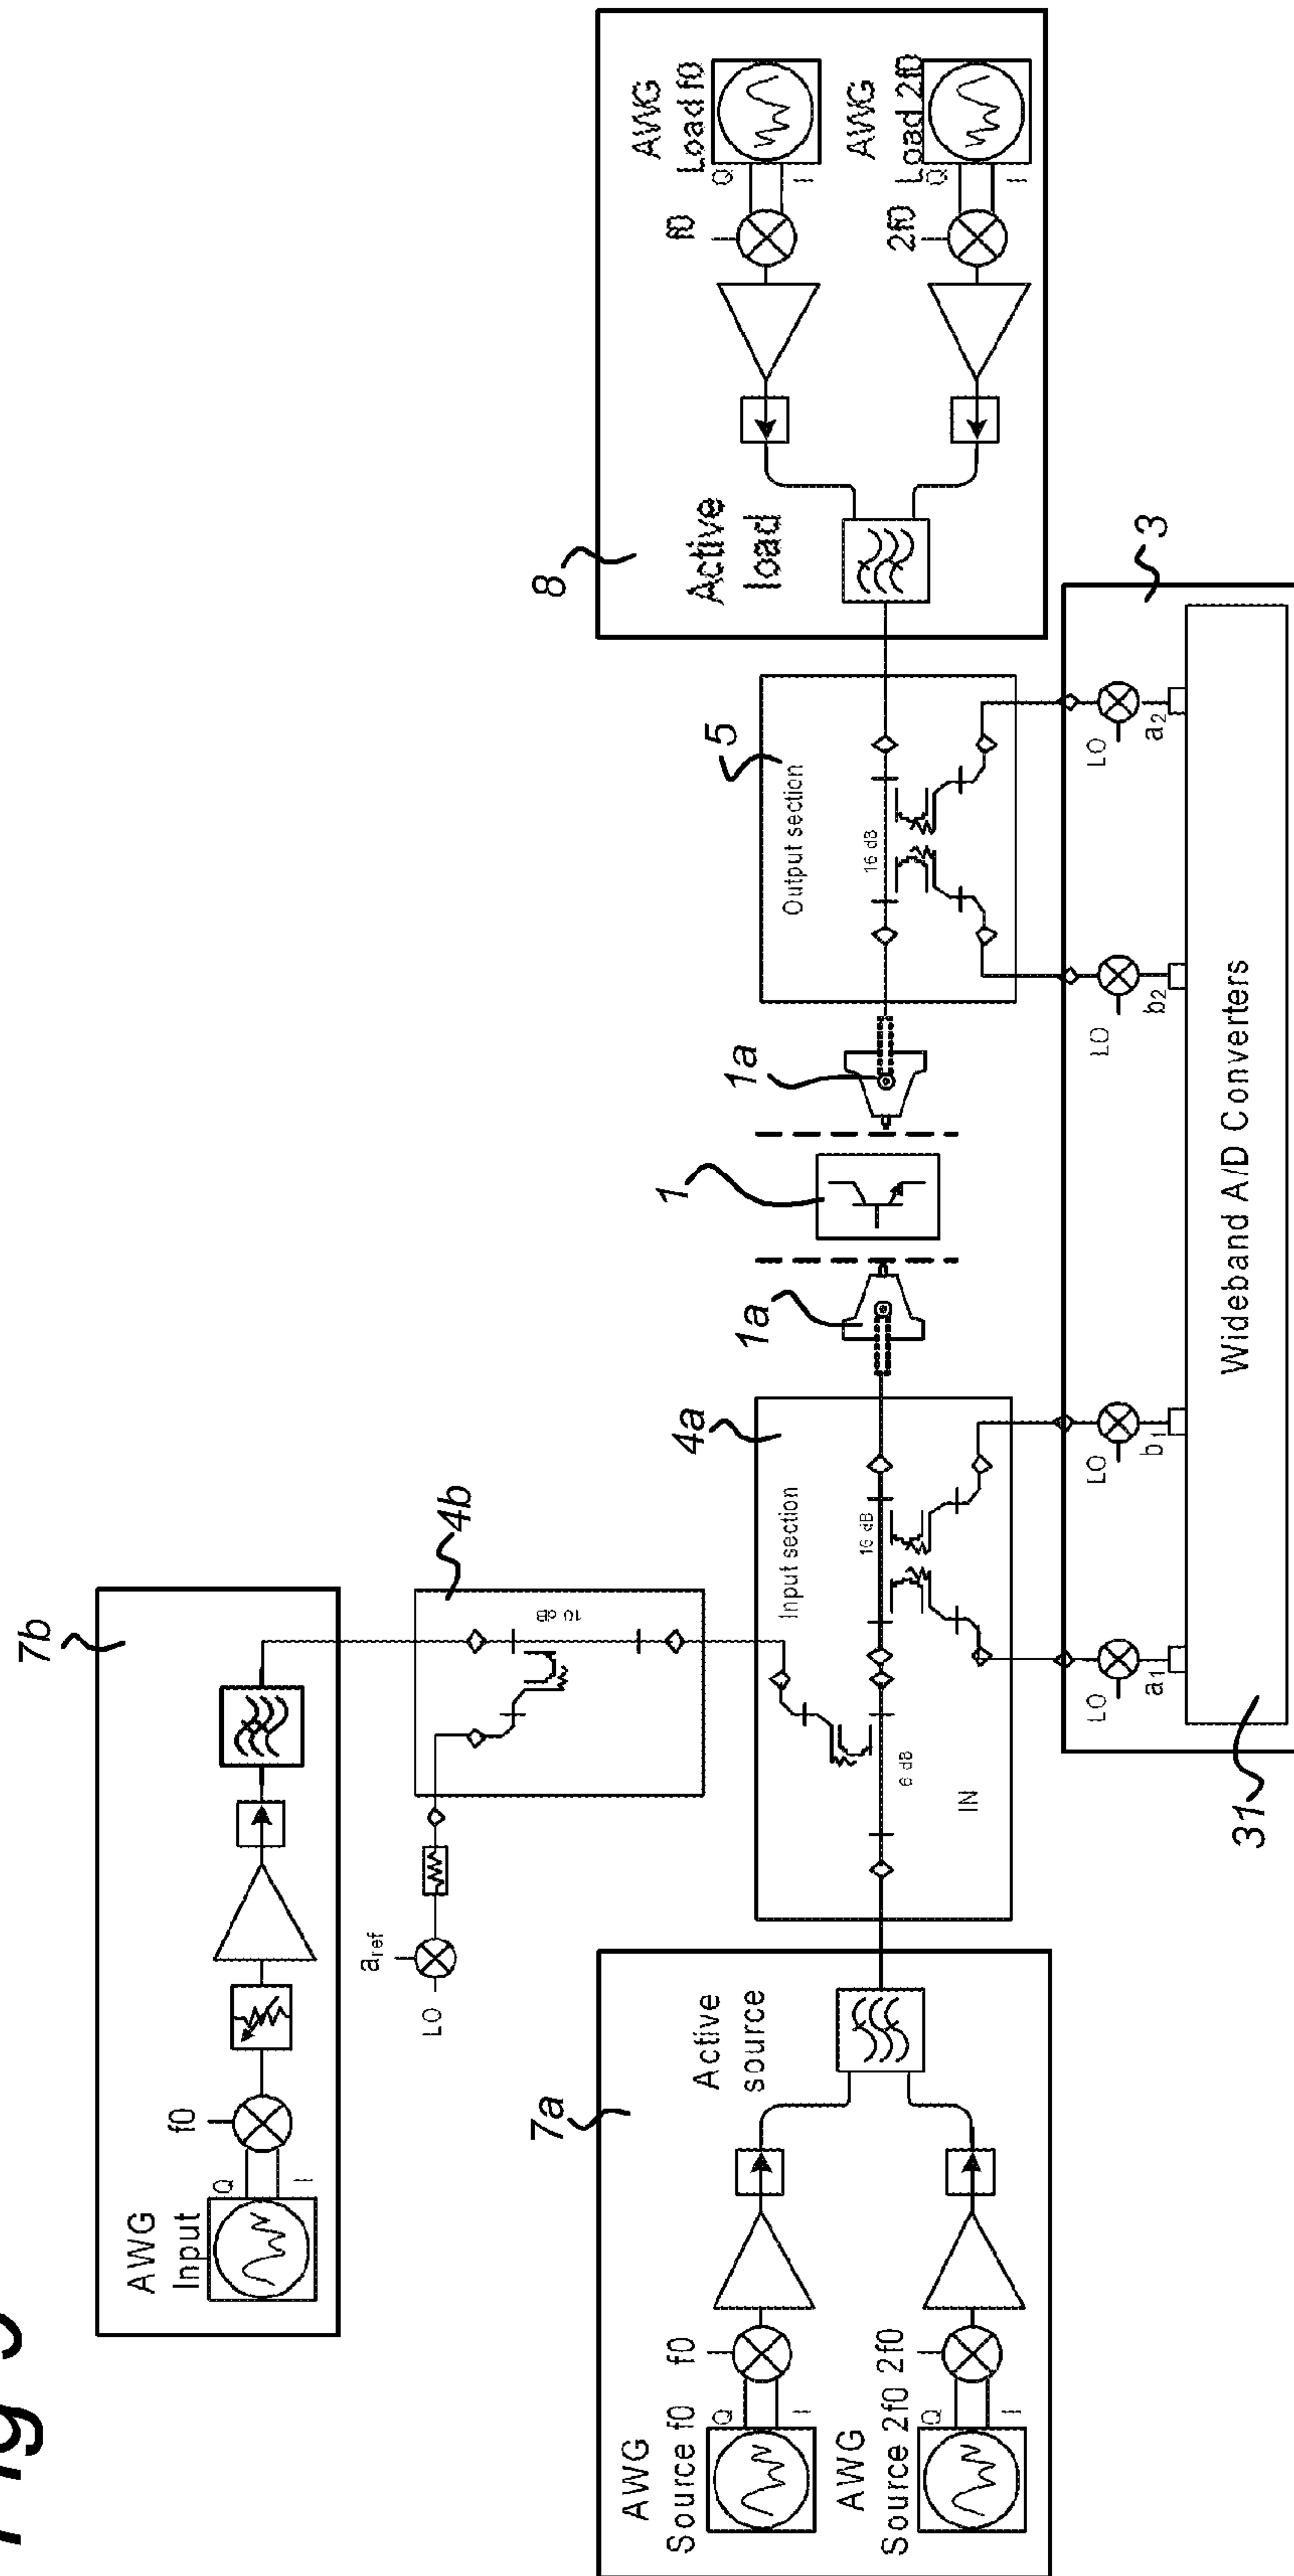 Fig
7b
AWG
Input
Q
I
f0
4b
10 dB
a_ref
LO
7a
Active
source
AWG
Source f0
Q
I
f0
AWG
Source 2f0
Q
I
2f0
4a
Input section
16 dB
6 dB
IN
1a
1
1a
5
Output section
16 dB
8
Active
load
AWG
Load f0
Q
I
f0
AWG
Load 2f0
Q
I
2f0
3
LO
a1
LO
b1
LO
b2
LO
a2
Wideband A/D Converters
31